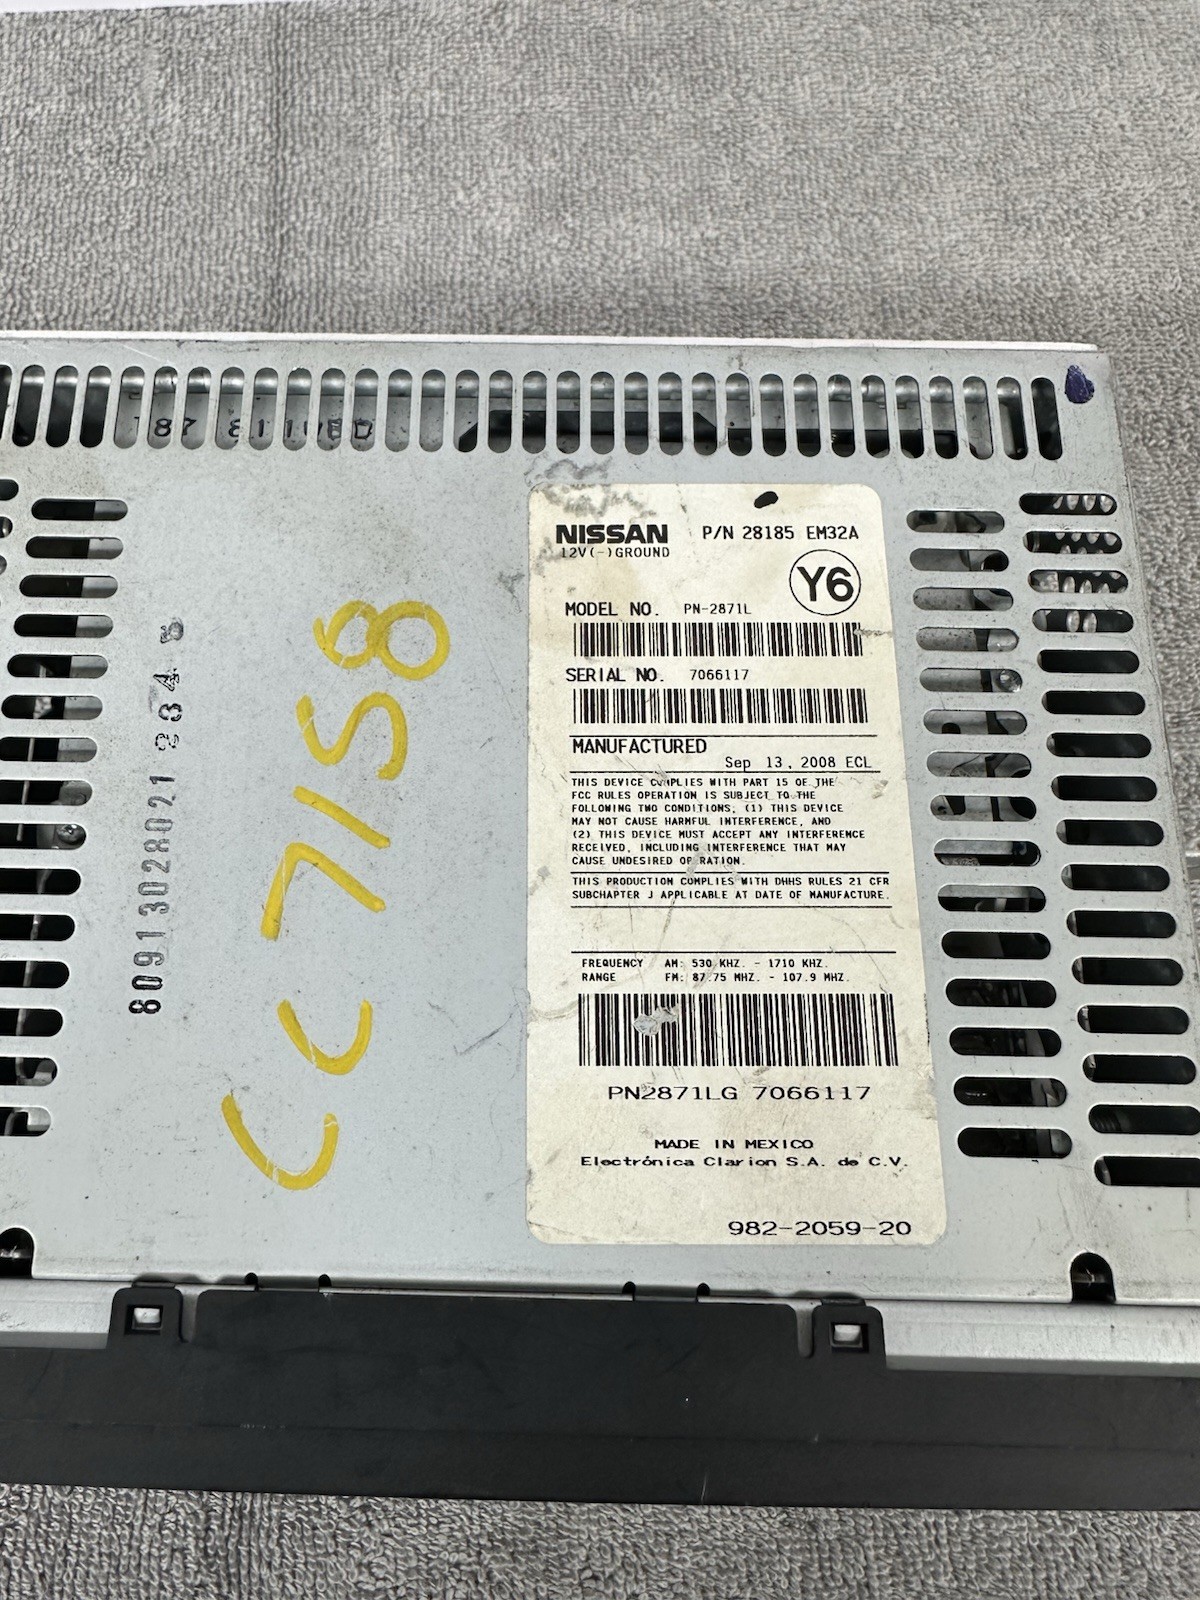 187 811VED
NISSAN P/N 28185 EM32A
12V(-)GROUND
Y6
MODEL NO. PN-2871L
SERIAL NO. 7066117
MANUFACTURED
Sep 13, 2008 ECL
THIS DEVICE COMPLIES WITH PART 15 OF THE
FCC RULES OPERATION IS SUBJECT TO THE
FOLLOWING TWO CONDITIONS; (1) THIS DEVICE
MAY NOT CAUSE HARMFUL INTERFERENCE, AND
(2) THIS DEVICE MUST ACCEPT ANY INTERFERENCE
RECEIVED, INCLUDING INTERFERENCE THAT MAY
CAUSE UNDESIRED OPERATION.
THIS PRODUCTION COMPLIES WITH DHHS RULES 21 CFR
SUBCHAPTER J APPLICABLE AT DATE OF MANUFACTURE.
FREQUENCY AM: 530 KHZ. - 1710 KHZ.
RANGE FM: 87.75 MHZ. - 107.9 MHZ.
PN2871LG 7066117
MADE IN MEXICO
Electrónica Clarion S.A. de C.V.
982-2059-20
CC7158
80913028021 234 5